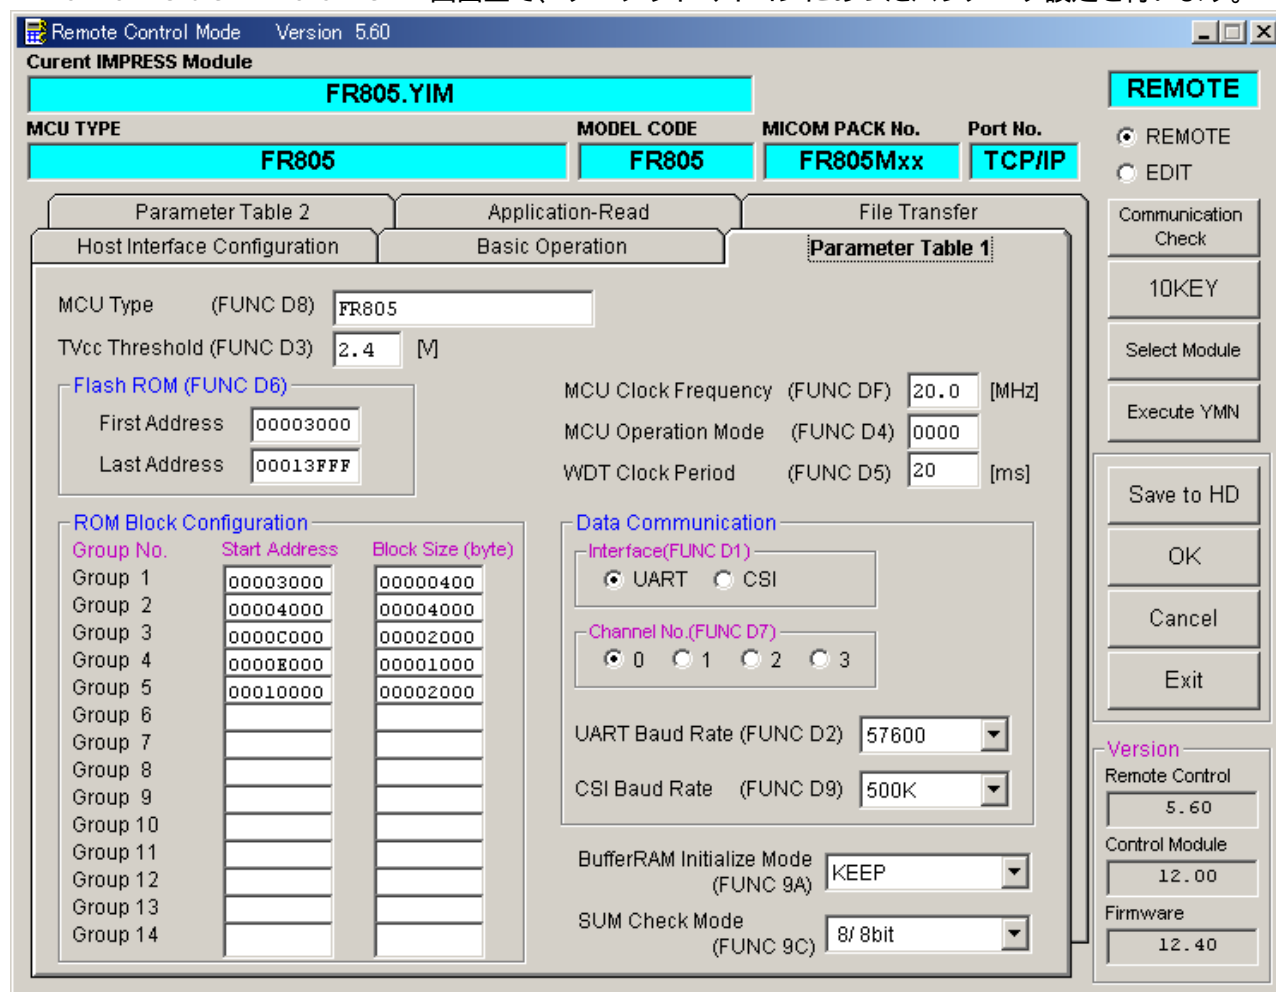 画面上で、
Remote Control Mode Version 5.60
Curent IMPRESS Module
FR805.YIM
REMOTE
MCU TYPE MODEL CODE MICOM PACK No. Port No.
FR805 FR805 FR805Mxx TCP/IP
REMOTE
EDIT
Parameter Table 2 Application-Read File Transfer
Host Interface Configuration Basic Operation Parameter Table 1
Communication
Check
10KEY
Select Module
Execute YMN
Save to HD
OK
Cancel
Exit
MCU Type (FUNC D8) FR805
TVcc Threshold (FUNC D3) 2.4 [V]
Flash ROM (FUNC D6)
First Address 00003000
Last Address 00013FFF
MCU Clock Frequency (FUNC DF) 20.0 [MHz]
MCU Operation Mode (FUNC D4) 0000
WDT Clock Period (FUNC D5) 20 [ms]
ROM Block Configuration
Group No. Start Address Block Size (byte)
Group 1 00003000 00000400
Group 2 00004000 00004000
Group 3 0000C000 00002000
Group 4 0000E000 00001000
Group 5 00010000 00002000
Group 6
Group 7
Group 8
Group 9
Group 10
Group 11
Group 12
Group 13
Group 14
Data Communication
Interface(FUNC D1)
UART CSI
Channel No.(FUNC D7)
0 1 2 3
UART Baud Rate (FUNC D2) 57600
CSI Baud Rate (FUNC D9) 500K
BufferRAM Initialize Mode
(FUNC 9A) KEEP
SUM Check Mode
(FUNC 9C) 8/ 8bit
Version
Remote Control
5.60
Control Module
12.00
Firmware
12.40